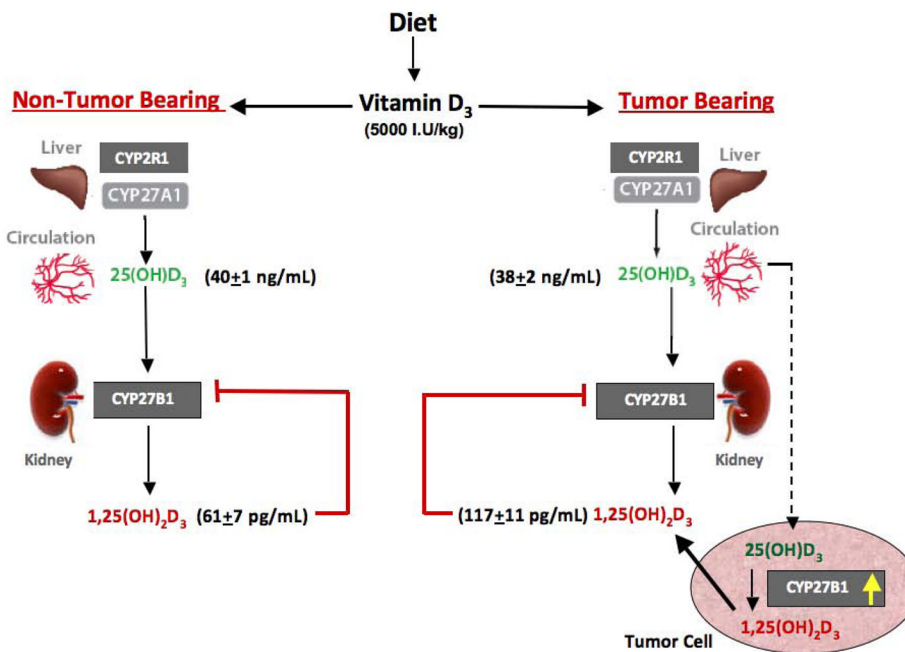 Diet
Non-Tumor Bearing
Vitamin D₃
(5000 I.U/kg)
Tumor Bearing
Liver
CYP2R1
CYP27A1
Circulation
25(OH)D₃ (40±1 ng/mL)
CYP27B1
Kidney
1,25(OH)₂D₃ (61±7 pg/mL)
CYP2R1
Liver
CYP27A1
Circulation
(38±2 ng/mL) 25(OH)D₃
CYP27B1
Kidney
(117±11 pg/mL) 1,25(OH)₂D₃
25(OH)D₃
CYP27B1
1,25(OH)₂D₃
Tumor Cell